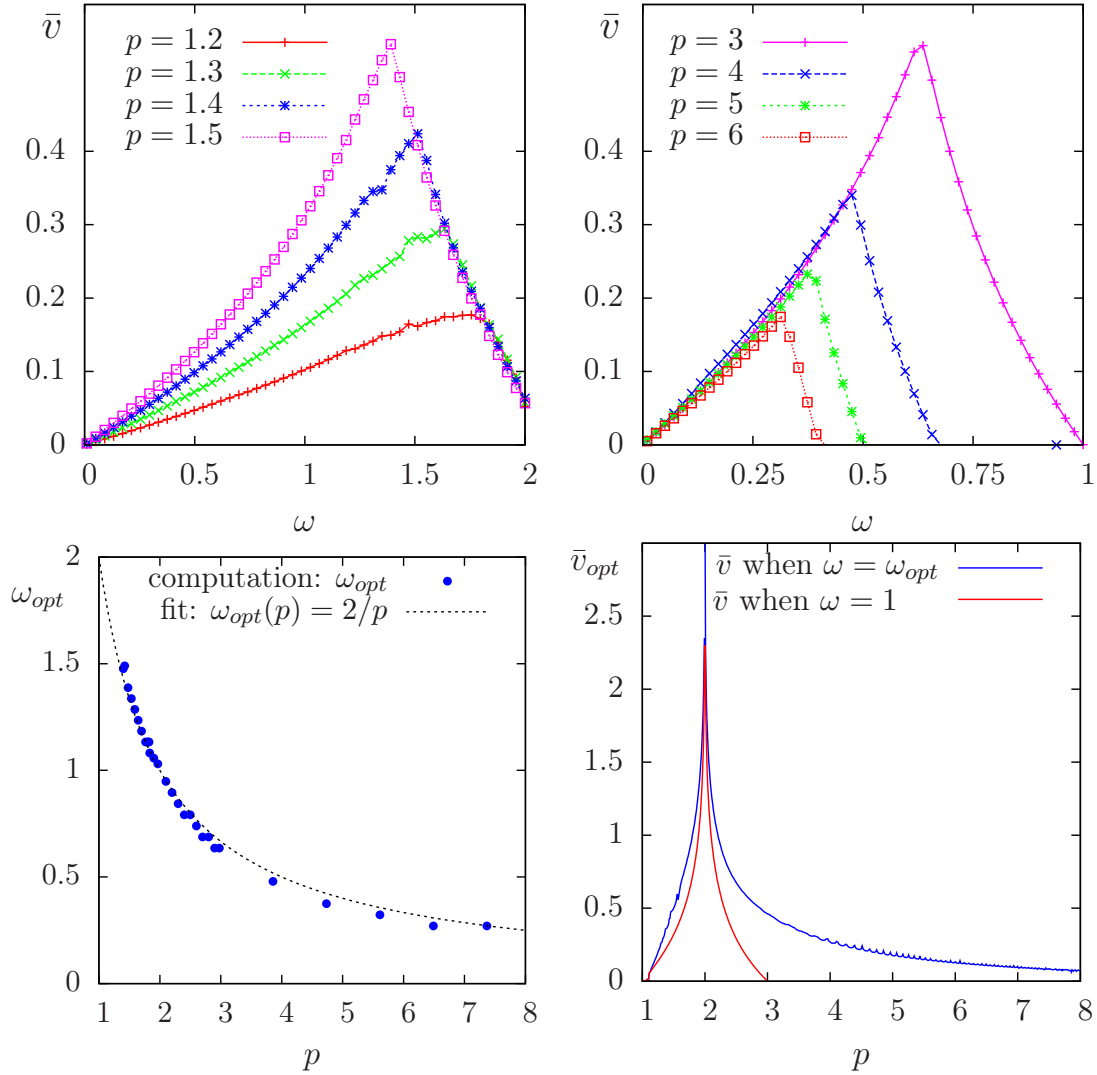 v̄
p = 1.2
p = 1.3
p = 1.4
p = 1.5
0.4
0.3
0.2
0.1
0
0 0.5 1 1.5 2
ω
v̄
p = 3
p = 4
p = 5
p = 6
0.4
0.3
0.2
0.1
0
0 0.25 0.5 0.75 1
ω
ω_opt
computation: ω_opt
fit: ω_opt(p) = 2/p
2
1.5
1
0.5
0
1 2 3 4 5 6 7 8
p
v̄_opt
v̄ when ω = ω_opt
v̄ when ω = 1
2.5
2
1.5
1
0.5
0
1 2 3 4 5 6 7 8
p